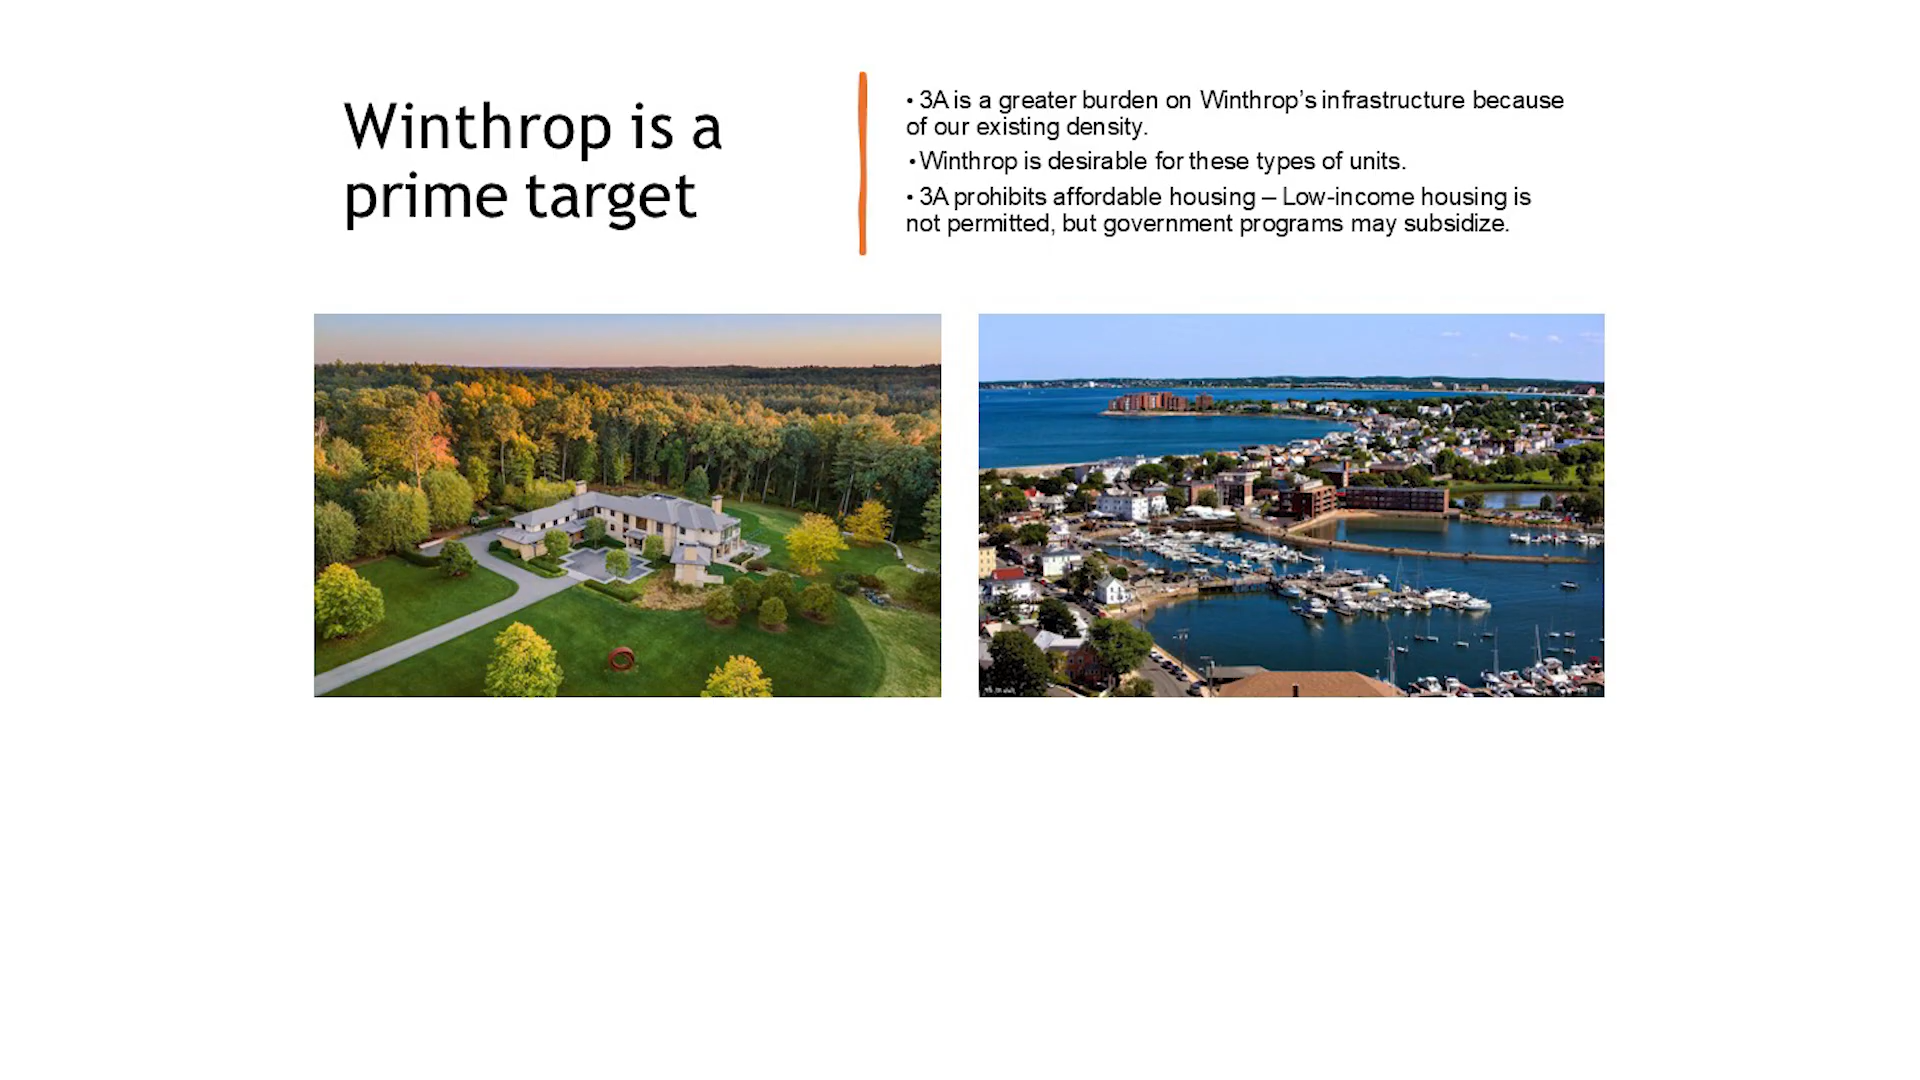 Winthrop is a
prime target
• 3A is a greater burden on Winthrop’s infrastructure because
of our existing density.
• Winthrop is desirable for these types of units.
• 3A prohibits affordable housing – Low-income housing is
not permitted, but government programs may subsidize.